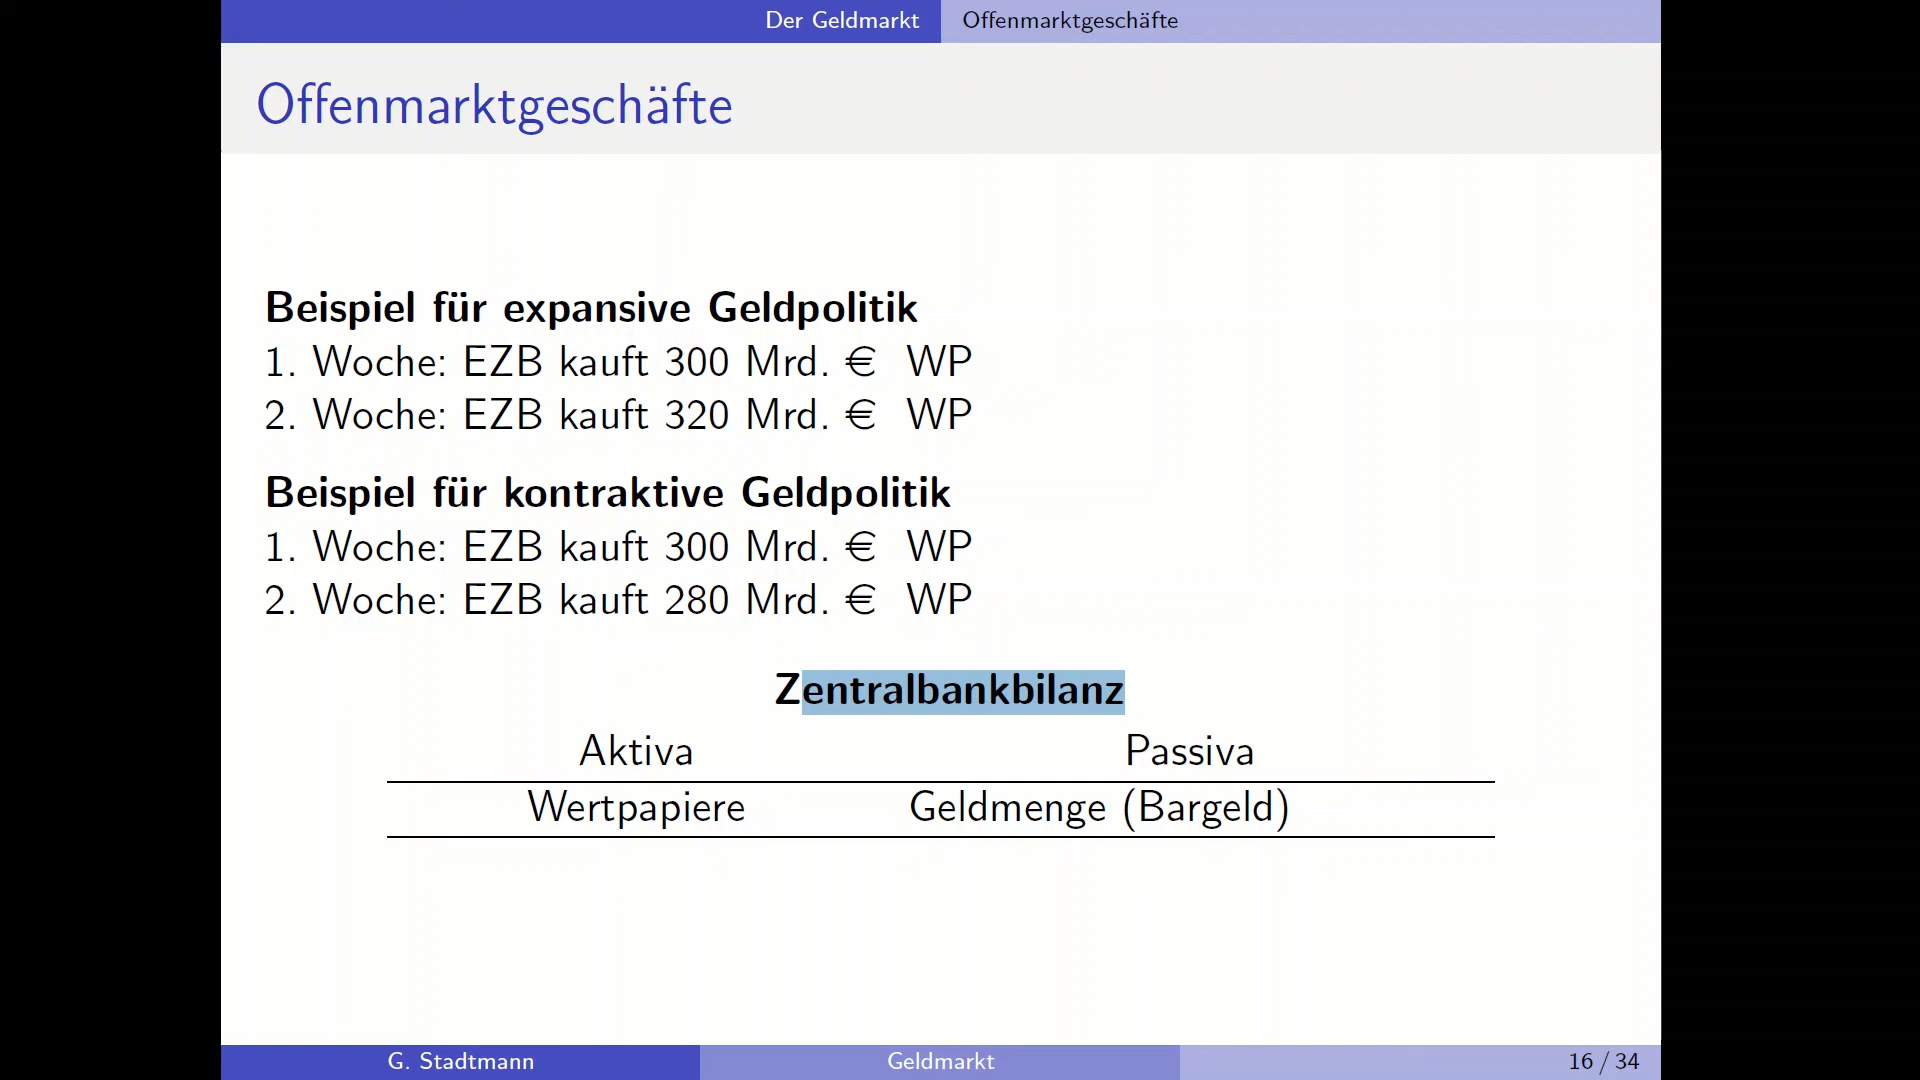 Der Geldmarkt Offenmarktgeschäfte
Offenmarktgeschäfte
Beispiel für expansive Geldpolitik
1. Woche: EZB kauft 300 Mrd. € WP
2. Woche: EZB kauft 320 Mrd. € WP
Beispiel für kontraktive Geldpolitik
1. Woche: EZB kauft 300 Mrd. € WP
2. Woche: EZB kauft 280 Mrd. € WP
Zentralbankbilanz
Aktiva Passiva
Wertpapiere Geldmenge (Bargeld)
G. Stadtmann Geldmarkt 16 / 34